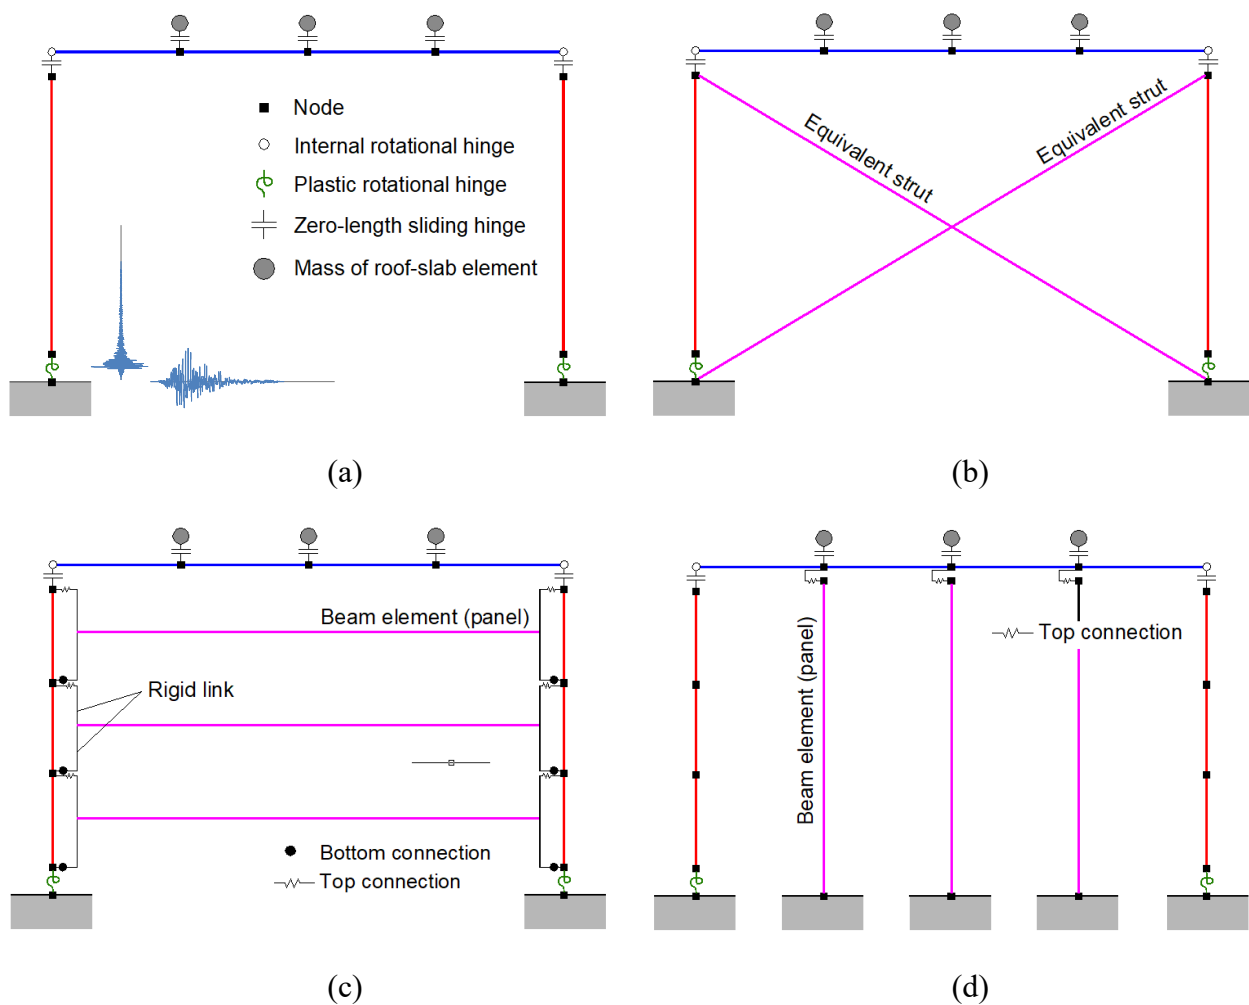 Node
Internal rotational hinge
Plastic rotational hinge
Zero-length sliding hinge
Mass of roof-slab element
(a)
Equivalent strut
Equivalent strut
(b)
Beam element (panel)
Rigid link
Bottom connection
Top connection
(c)
Top connection
Beam element (panel)
(d)